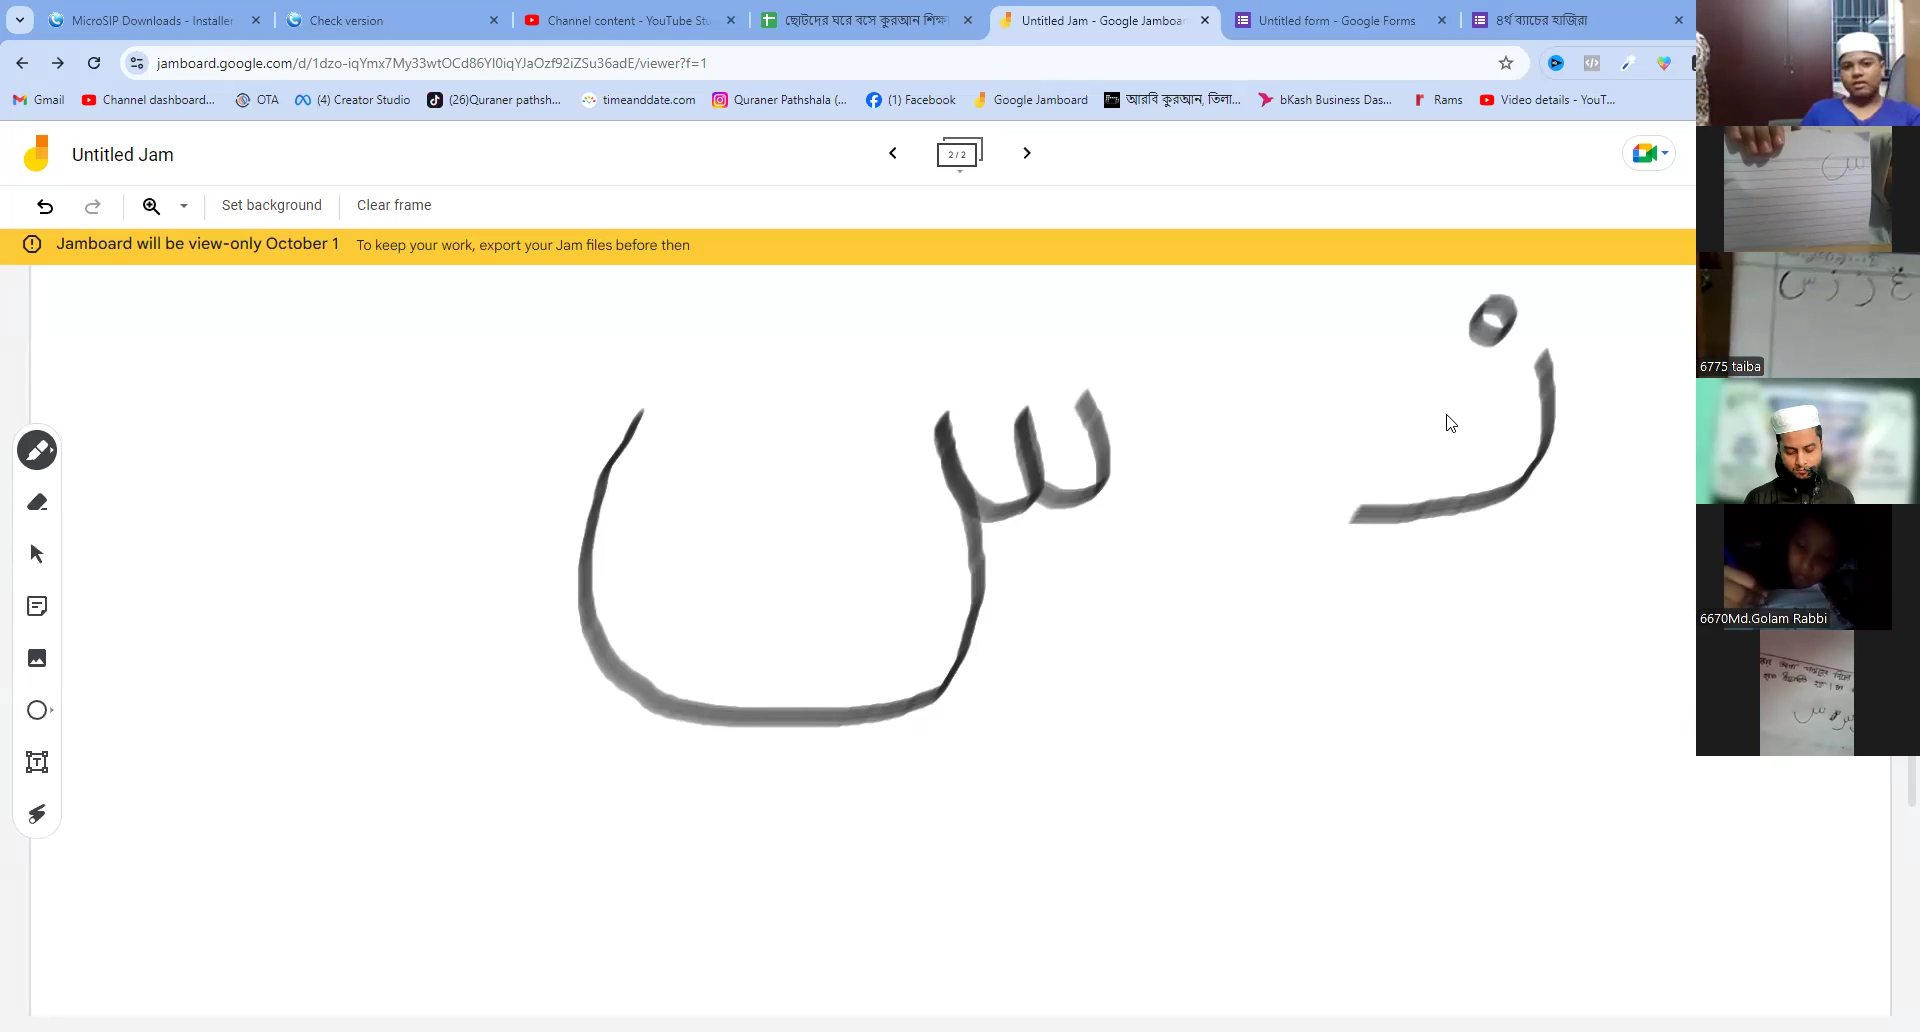 MicroSIP Downloads - Installer
Check version
Channel content - YouTube Stu
ছোটদের ঘরে বসে কুরআন শিক্ষ
Untitled Jam - Google Jamboar
Untitled form - Google Forms
৪র্থ ব্যাচের হাজিরা
jamboard.google.com/d/1dzo-iqYmx7My33wtOCd86Yl0iqYJaOzf92iZSu36adE/viewer?f=1
Gmail
Channel dashboard...
OTA
(4) Creator Studio
(26)Quraner pathsh...
timeanddate.com
Quraner Pathshala (...
(1) Facebook
Google Jamboard
আরবি কুরআন, তিলা...
bKash Business Das...
Rams
Video details - YouT...
Untitled Jam
2 / 2
Set background
Clear frame
Jamboard will be view-only October 1 To keep your work, export your Jam files before then
ز س
س
6775 taiba
6670Md.Golam Rabbi